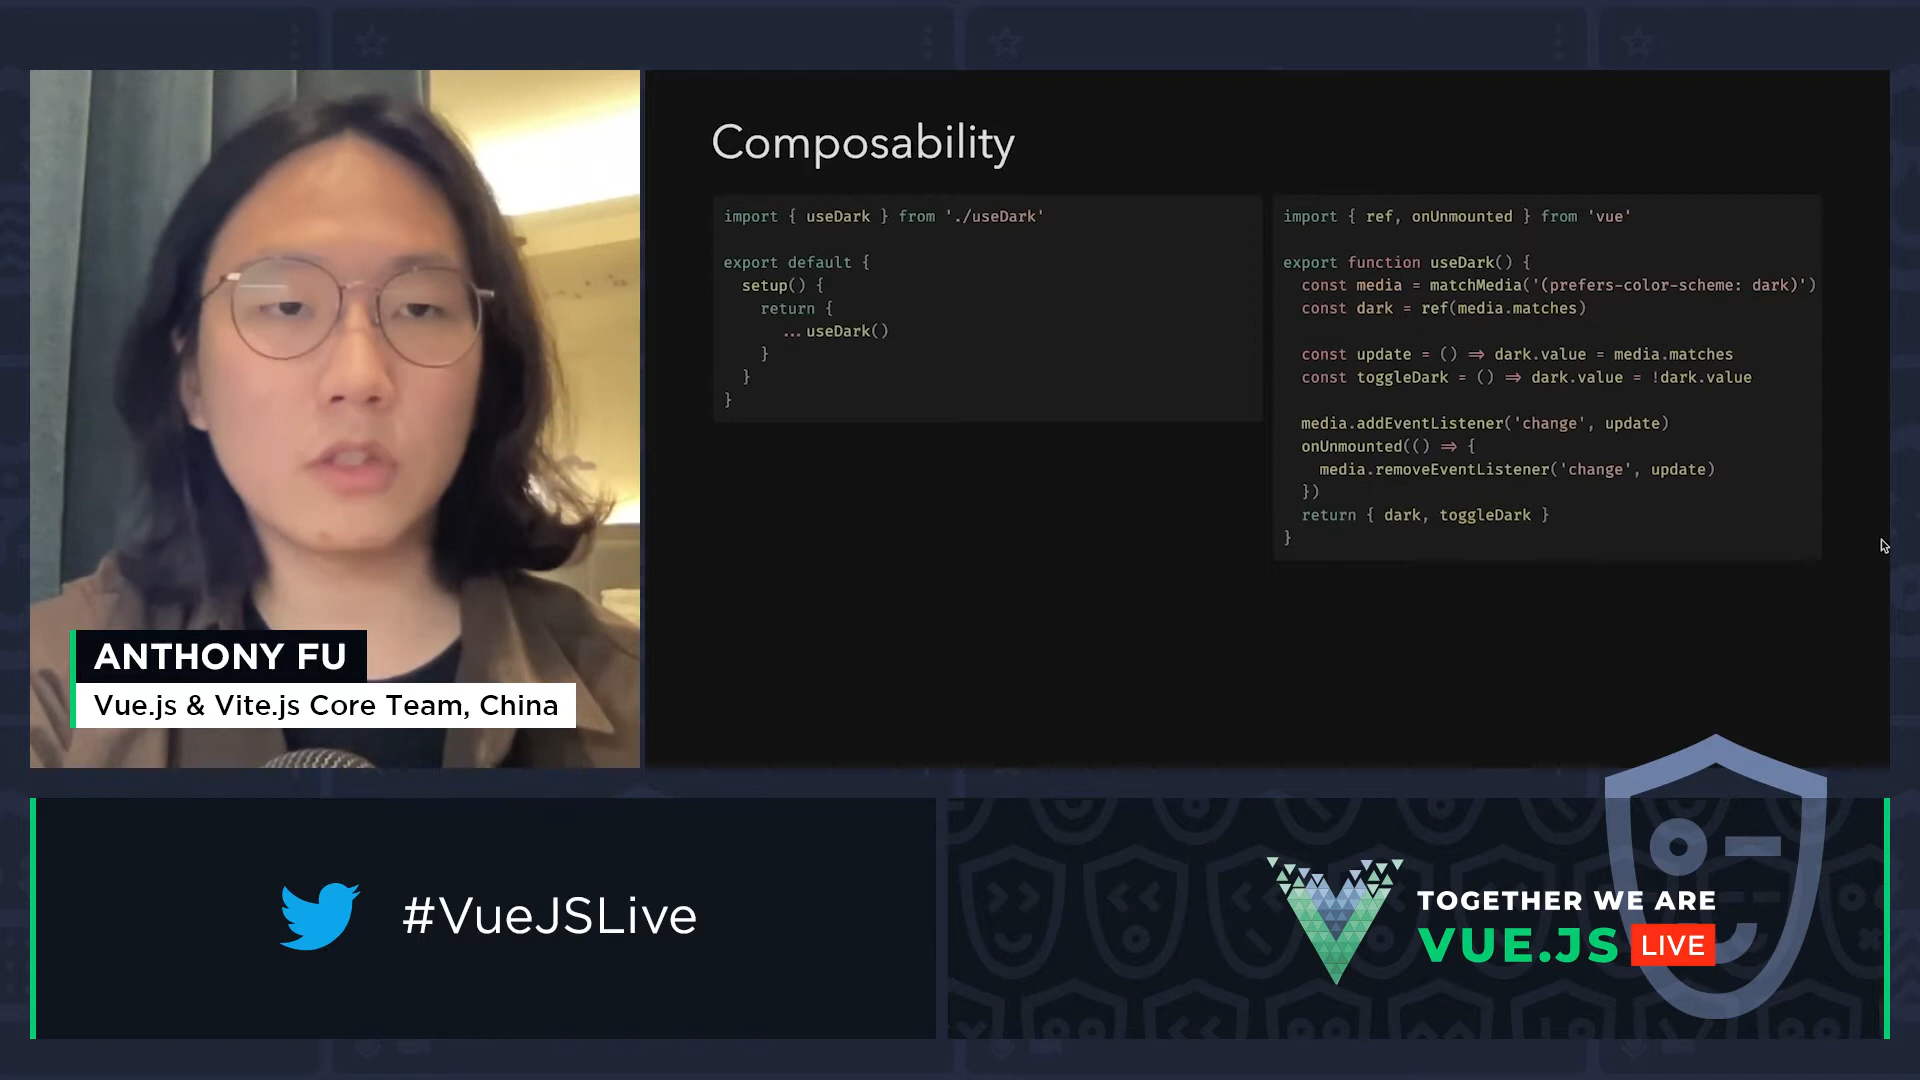 Composability
import { useDark } from './useDark'
export default {
setup() {
return {
...useDark()
}
}
}
import { ref, onUnmounted } from 'vue'
export function useDark() {
const media = matchMedia('(prefers-color-scheme: dark)')
const dark = ref(media.matches)
const update = () ⇒ dark.value = media.matches
const toggleDark = () ⇒ dark.value = !dark.value
media.addEventListener('change', update)
onUnmounted(() ⇒ {
media.removeEventListener('change', update)
})
return { dark, toggleDark }
}
ANTHONY FU
Vue.js & Vite.js Core Team, China
#VueJSLive
TOGETHER WE ARE
VUE.JS LIVE